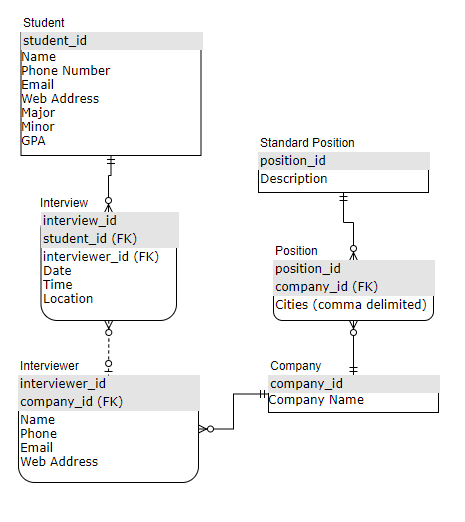 Student
student_id
Name
Phone Number
Email
Web Address
Major
Minor
GPA
Standard Position
position_id
Description
Interview
interview_id
student_id (FK)
interviewer_id (FK)
Date
Time
Location
Position
position_id
company_id (FK)
Cities (comma delimited)
Interviewer
interviewer_id
company_id (FK)
Name
Phone
Email
Web Address
Company
company_id
Company Name